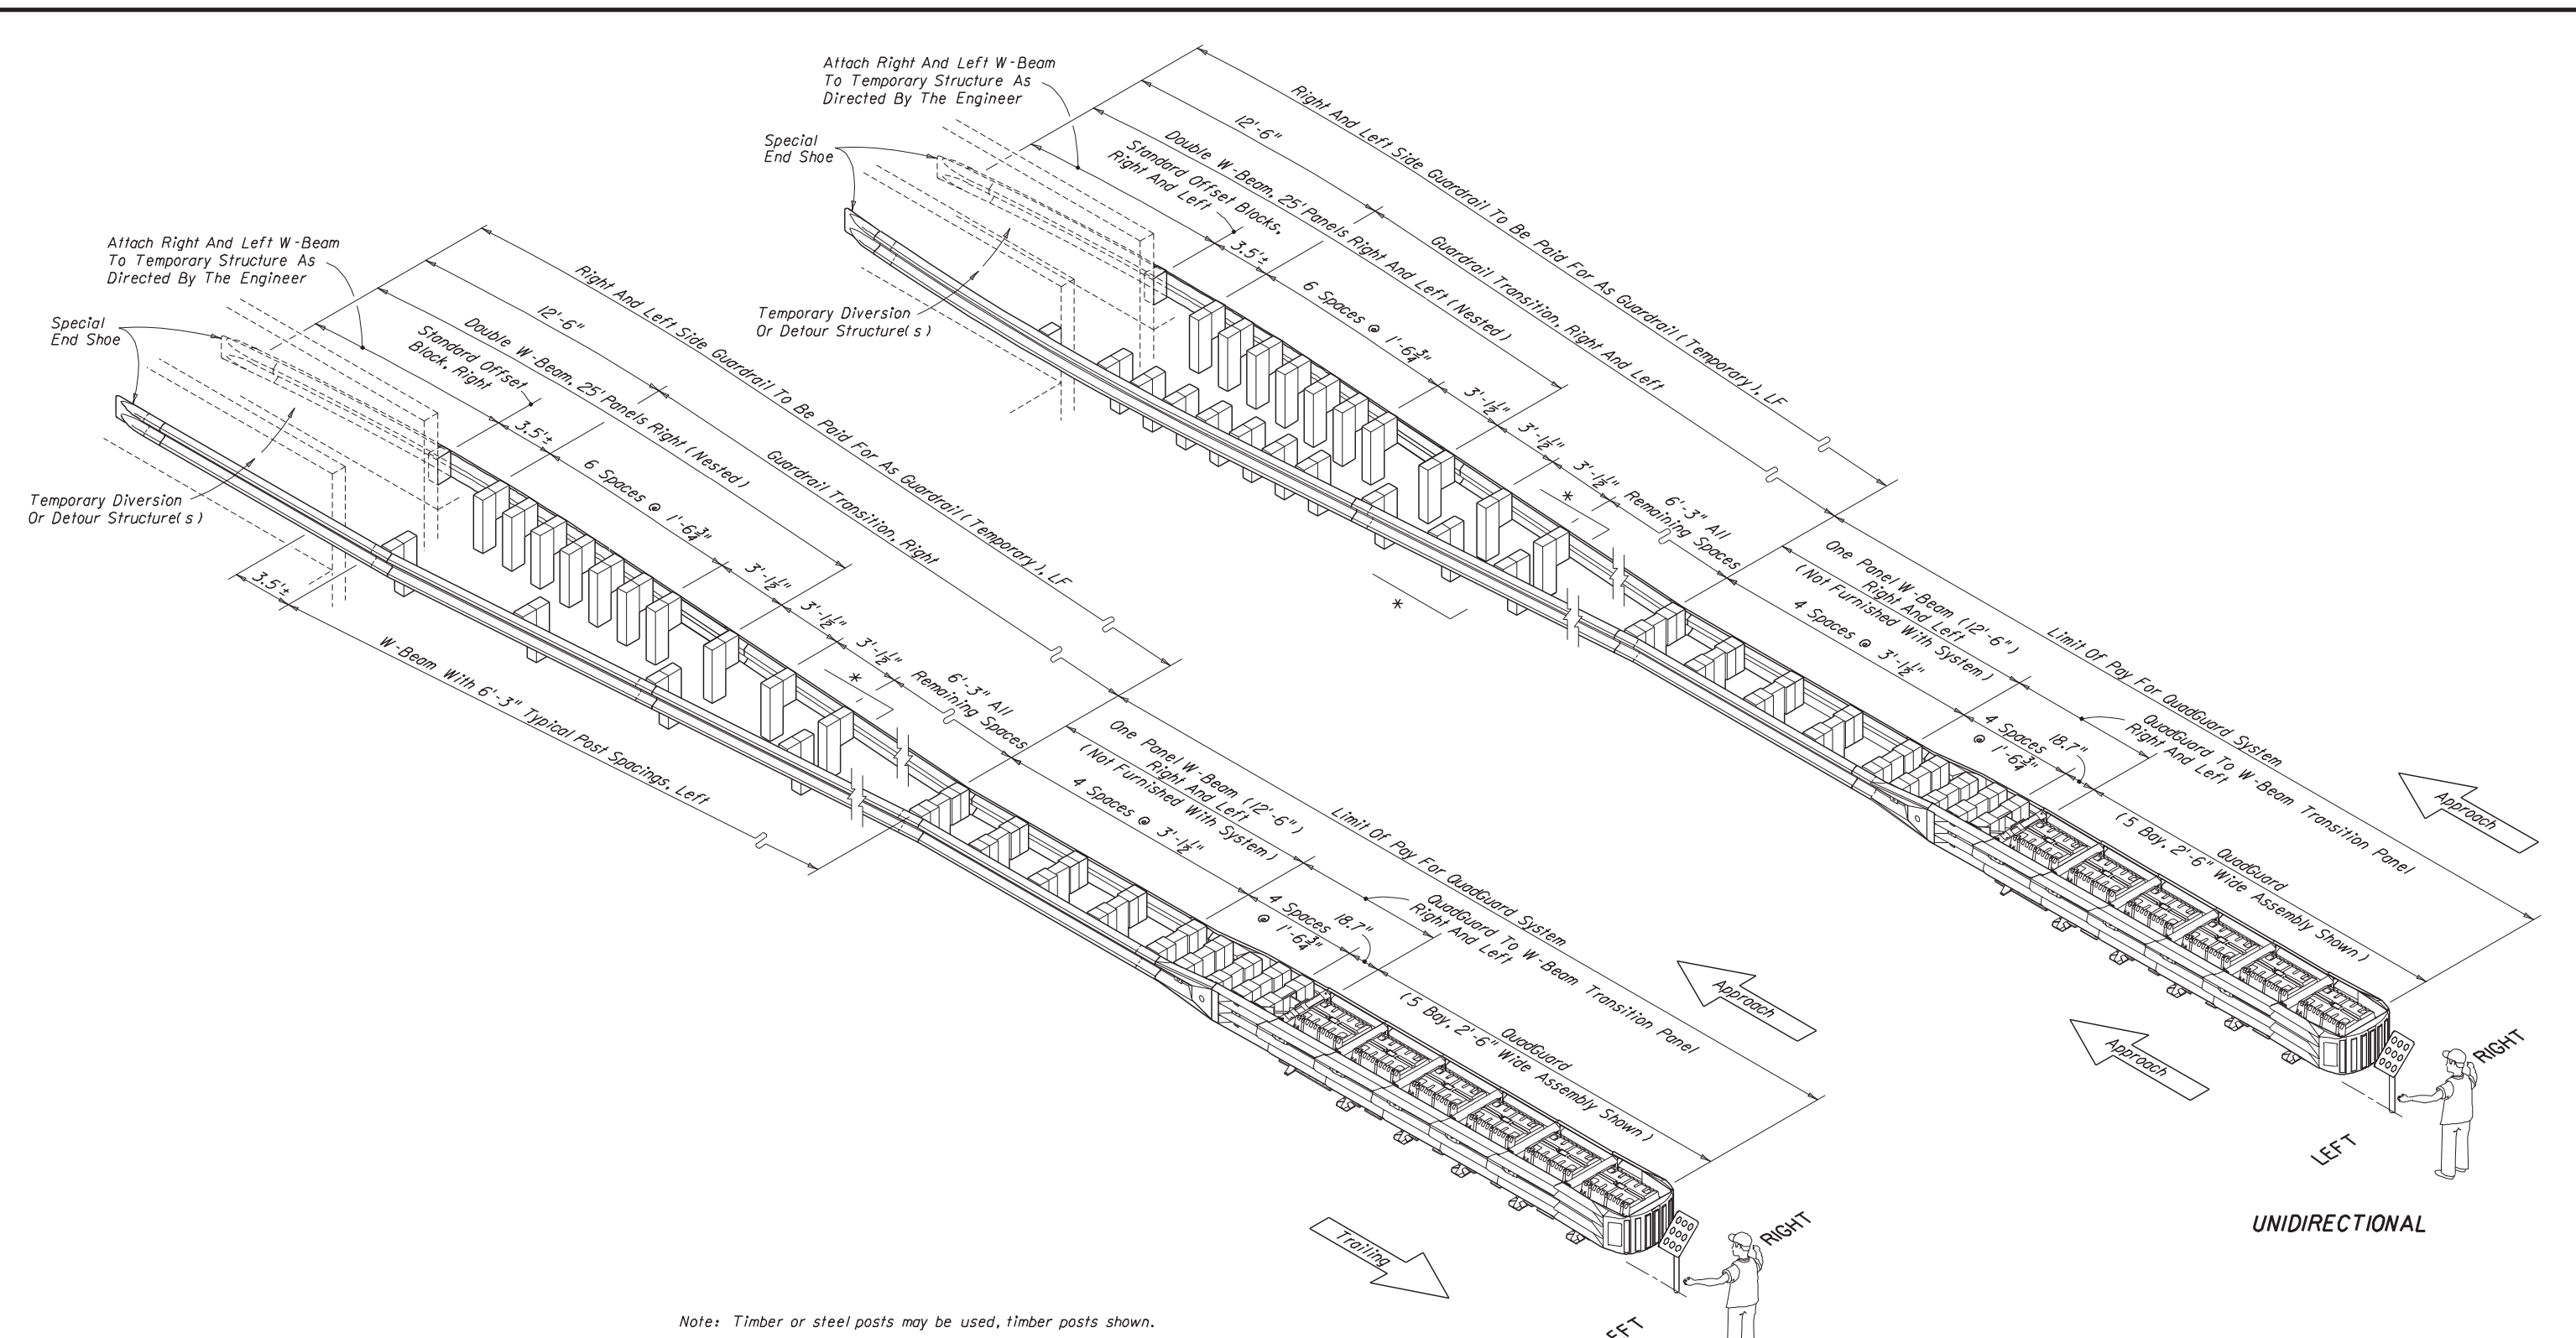 Attach Right And Left W-Beam
To Temporary Structure As
Directed By The Engineer
Special
End Shoe
Temporary Diversion
Or Detour Structure(s)
Right And Left Side Guardrail To Be Paid For As Guardrail (Temporary), LF
12'-6"
Guardrail Transition, Right And Left
Double W-Beam, 25' Panels Right And Left (Nested)
Standard Offset Blocks,
Right And Left
3.5'±
6 Spaces @ 1'-6¾"
3'-1½"
3'-1½"
3'-1½"
6'-3" All
Remaining Spaces
*
*
Limit Of Pay For QuadGuard System
One Panel W-Beam (12'-6")
Right And Left
(Not Furnished With System)
4 Spaces @ 3'-1½"
QuadGuard To W-Beam Transition Panel
Right And Left
4 Spaces
@ 1'-6¾"
18.7"
QuadGuard
(5 Bay, 2'-6" Wide Assembly Shown)
Approach
Approach
RIGHT
LEFT
UNIDIRECTIONAL
Attach Right And Left W-Beam
To Temporary Structure As
Directed By The Engineer
Special
End Shoe
Temporary Diversion
Or Detour Structure(s)
Right And Left Side Guardrail To Be Paid For As Guardrail (Temporary), LF
12'-6"
Guardrail Transition, Right
Double W-Beam, 25' Panels Right (Nested)
Standard Offset
Block, Right
3.5'±
6 Spaces @ 1'-6¾"
3'-1½"
3'-1½"
3'-1½"
6'-3" All
Remaining Spaces
*
3.5'±
W-Beam With 6'-3" Typical Post Spacings, Left
Limit Of Pay For QuadGuard System
One Panel W-Beam (12'-6")
Right And Left
(Not Furnished With System)
4 Spaces @ 3'-1½"
QuadGuard To W-Beam Transition Panel
Right And Left
4 Spaces
@ 1'-6¾"
18.7"
QuadGuard
(5 Bay, 2'-6" Wide Assembly Shown)
Approach
Trailing
RIGHT
Note: Timber or steel posts may be used, timber posts shown.